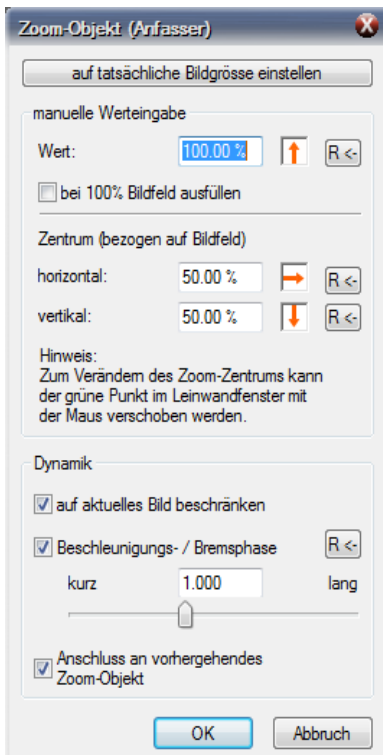 Zoom-Objekt (Anfasser)
auf tatsächliche Bildgrösse einstellen
manuelle Werteingabe
Wert: 100.00 % R <-
bei 100% Bildfeld ausfüllen
Zentrum (bezogen auf Bildfeld)
horizontal: 50.00 % R <-
vertikal: 50.00 % R <-
Hinweis:
Zum Verändern des Zoom-Zentrums kann
der grüne Punkt im Leinwandfenster mit
der Maus verschoben werden.
Dynamik
auf aktuelles Bild beschränken
Beschleunigungs- / Bremsphase R <-
kurz 1.000 lang
Anschluss an vorhergehendes
Zoom-Objekt
OK Abbruch